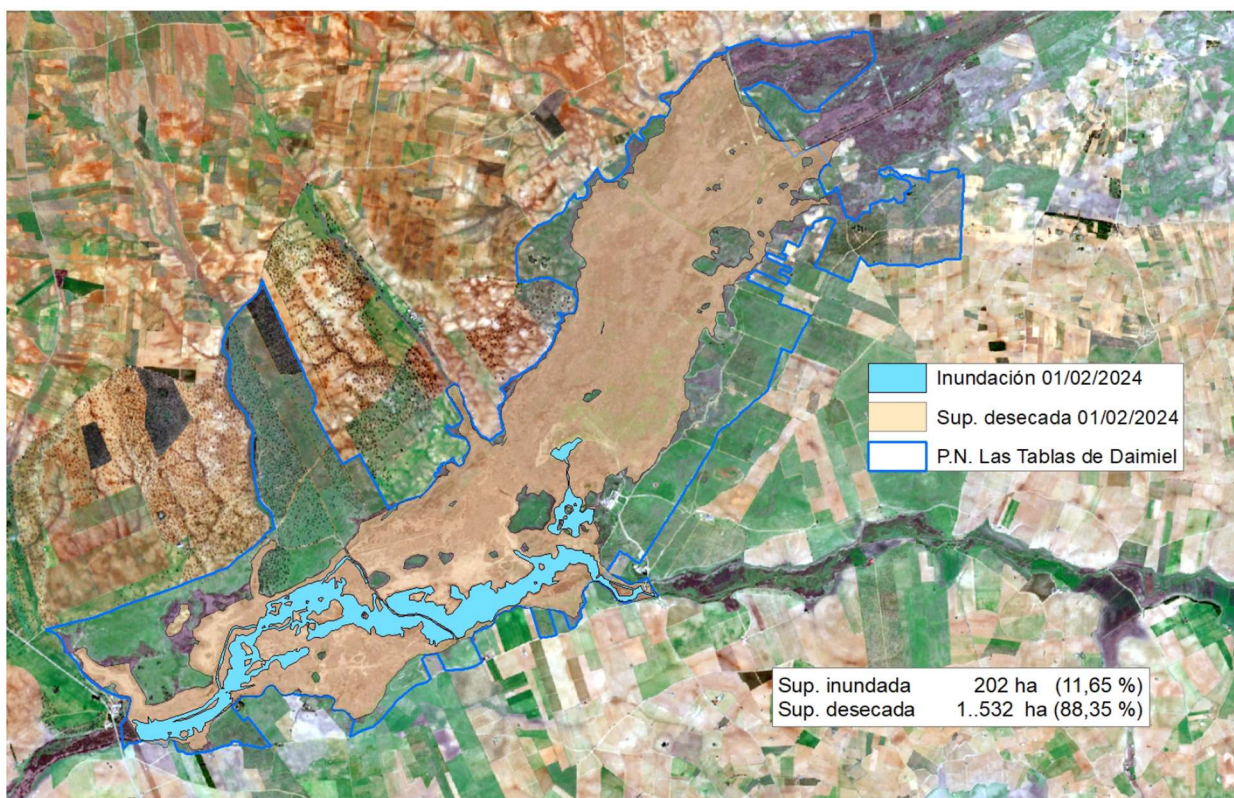 Inundación 01/02/2024
Sup. desecada 01/02/2024
P.N. Las Tablas de Daimiel
Sup. inundada 202 ha (11,65 %)
Sup. desecada 1..532 ha (88,35 %)